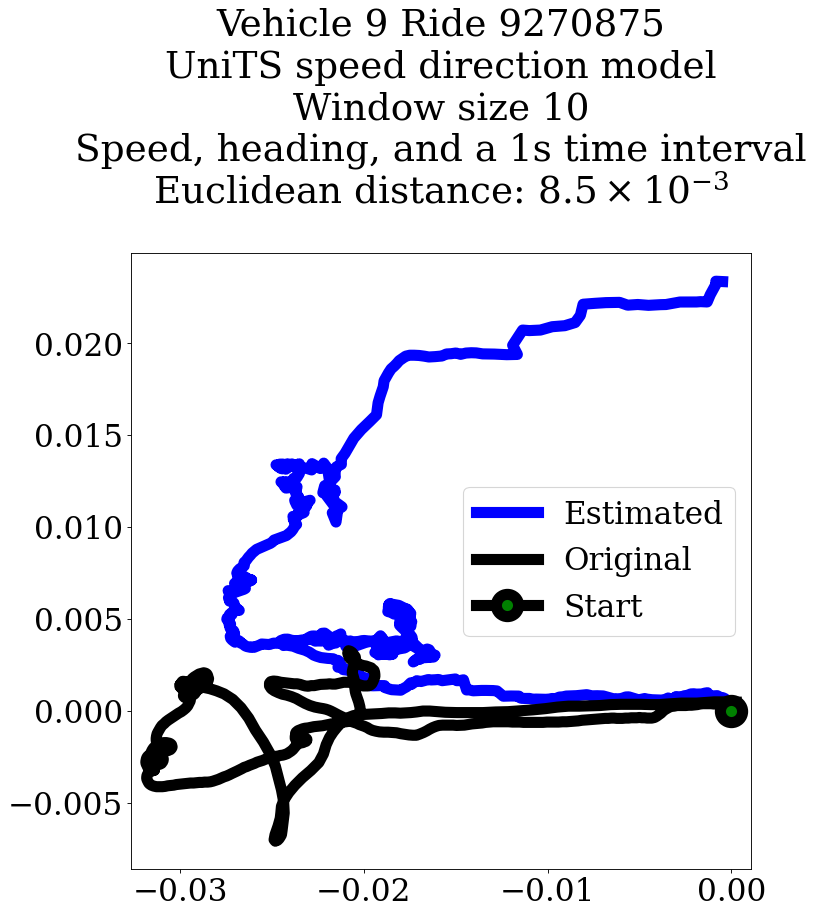 Vehicle 9 Ride 9270875
UniTS speed direction model
Window size 10
Speed, heading, and a 1s time interval
Euclidean distance: 8.5 × 10⁻³
0.020
0.015
0.010
0.005
0.000
−0.005
Estimated
Original
Start
−0.03
−0.02
−0.01
0.00